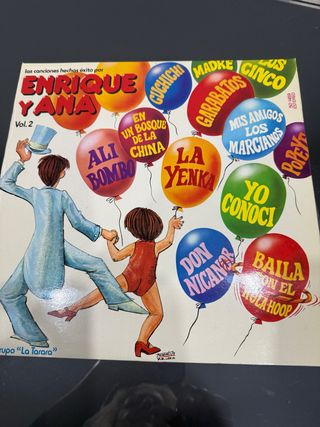 las canciones hechas éxito por
ENRIQUE
Y ANA
Vol. 2
CUCHICHI
MADRE
LOS
CINCO
GARABATOS
EN
UN BOSQUE
DE LA
CHINA
MIS AMIGOS
LOS
MARCIANOS
POPEYE
ALI
BOMBO
LA
YENKA
YO
CONOCI
DON
NICANOR
BAILA
CON EL
HULA HOOP
Grupo "La Tarara"